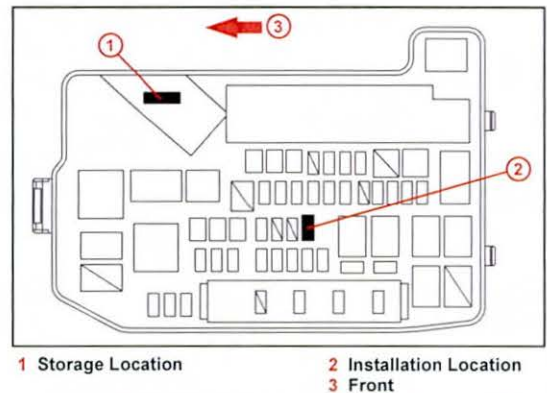 3
1
2
1 Storage Location
2 Installation Location
3 Front